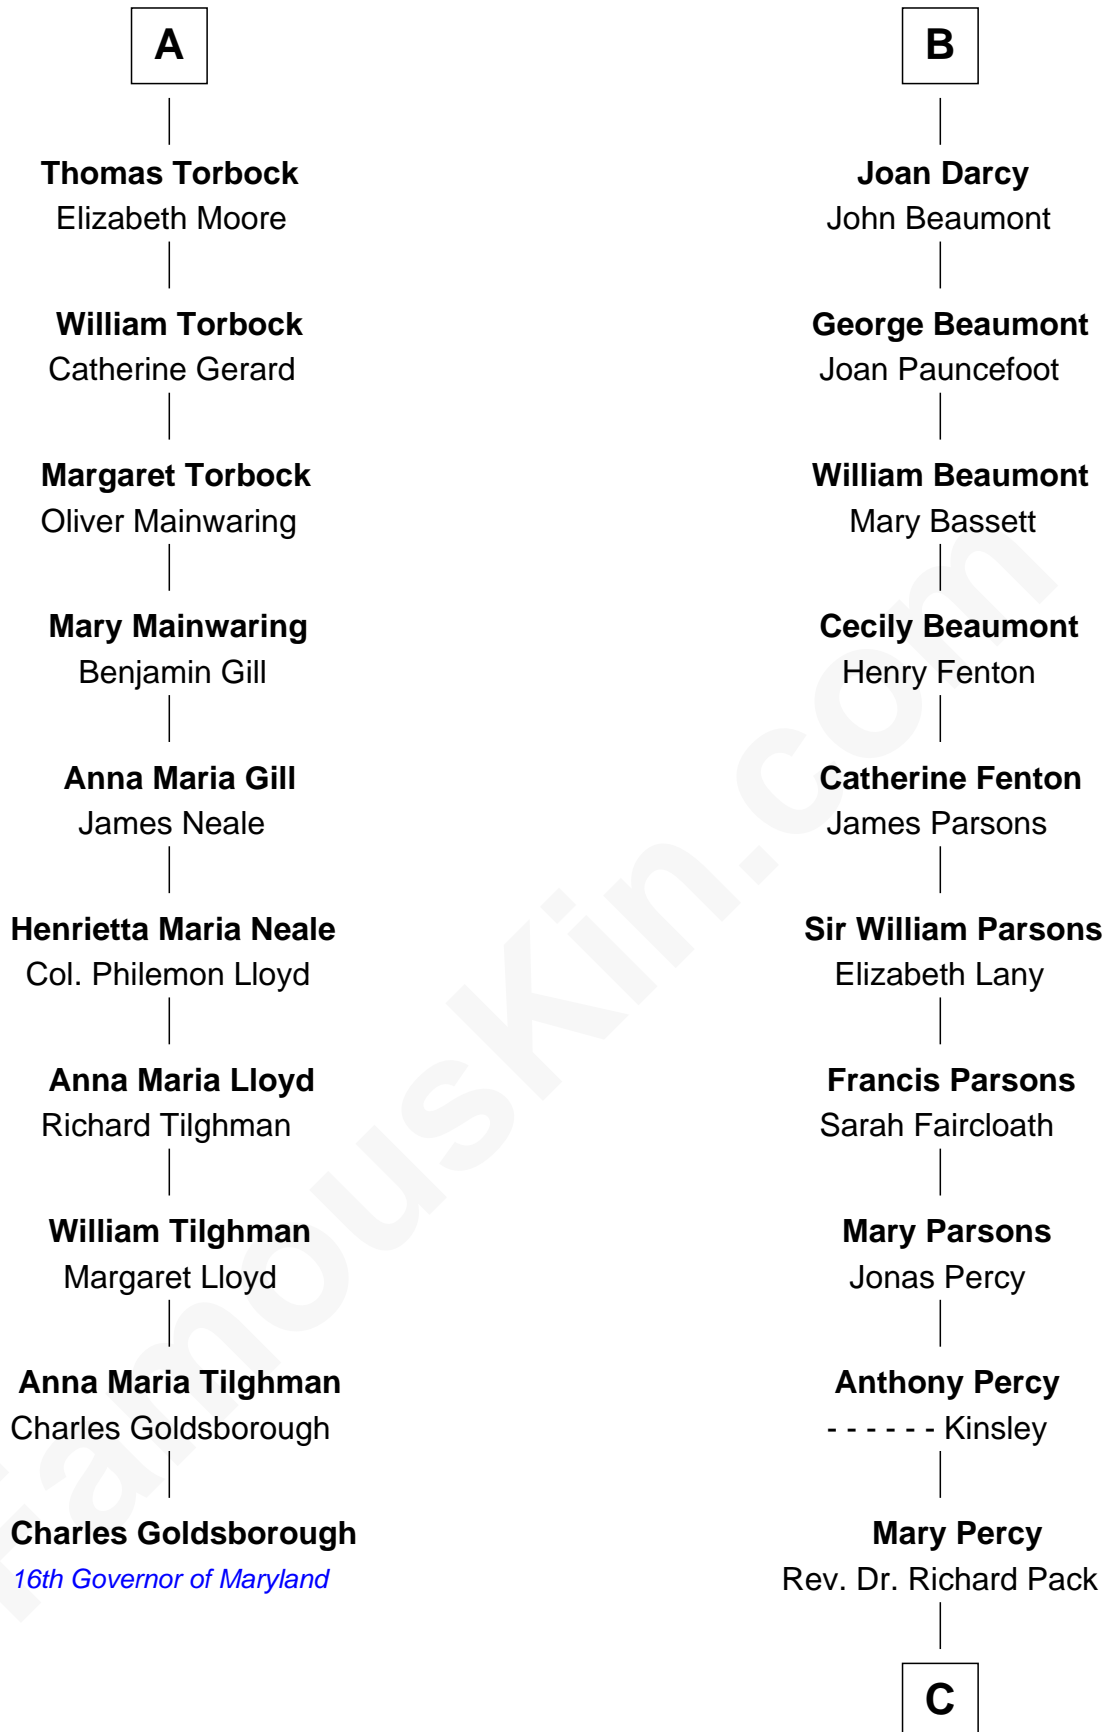 A
Thomas Torbock
Elizabeth Moore
William Torbock
Catherine Gerard
Margaret Torbock
Oliver Mainwaring
Mary Mainwaring
Benjamin Gill
Anna Maria Gill
James Neale
Henrietta Maria Neale
Col. Philemon Lloyd
Anna Maria Lloyd
Richard Tilghman
William Tilghman
Margaret Lloyd
Anna Maria Tilghman
Charles Goldsborough
Charles Goldsborough
16th Governor of Maryland
B
Joan Darcy
John Beaumont
George Beaumont
Joan Pauncefoot
William Beaumont
Mary Bassett
Cecily Beaumont
Henry Fenton
Catherine Fenton
James Parsons
Sir William Parsons
Elizabeth Lany
Francis Parsons
Sarah Faircloath
Mary Parsons
Jonas Percy
Anthony Percy
- - - - - - Kinsley
Mary Percy
Rev. Dr. Richard Pack
C
FamousKin.com